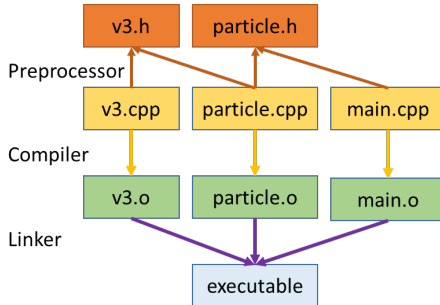 v3.h particle.h
Preprocessor
v3.cpp particle.cpp main.cpp
Compiler
v3.o particle.o main.o
Linker
executable